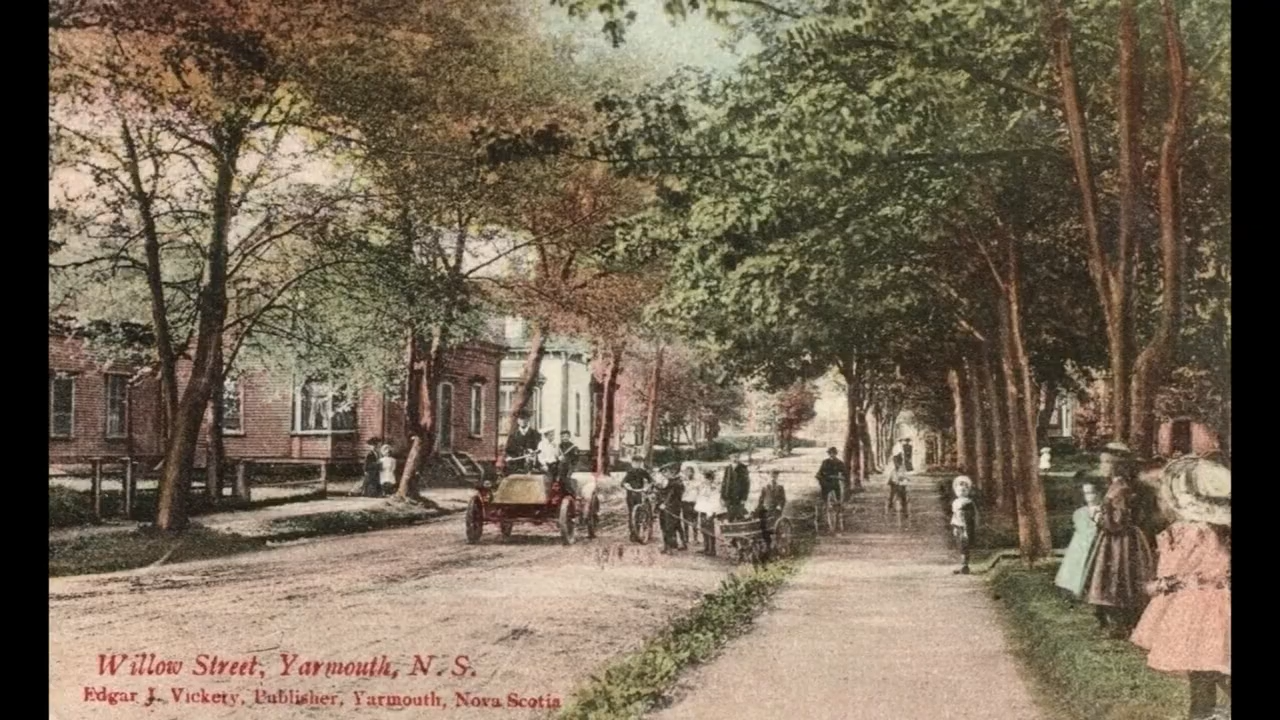 Willow Street, Yarmouth, N. S.
Edgar J. Vickery, Publisher, Yarmouth, Nova Scotia